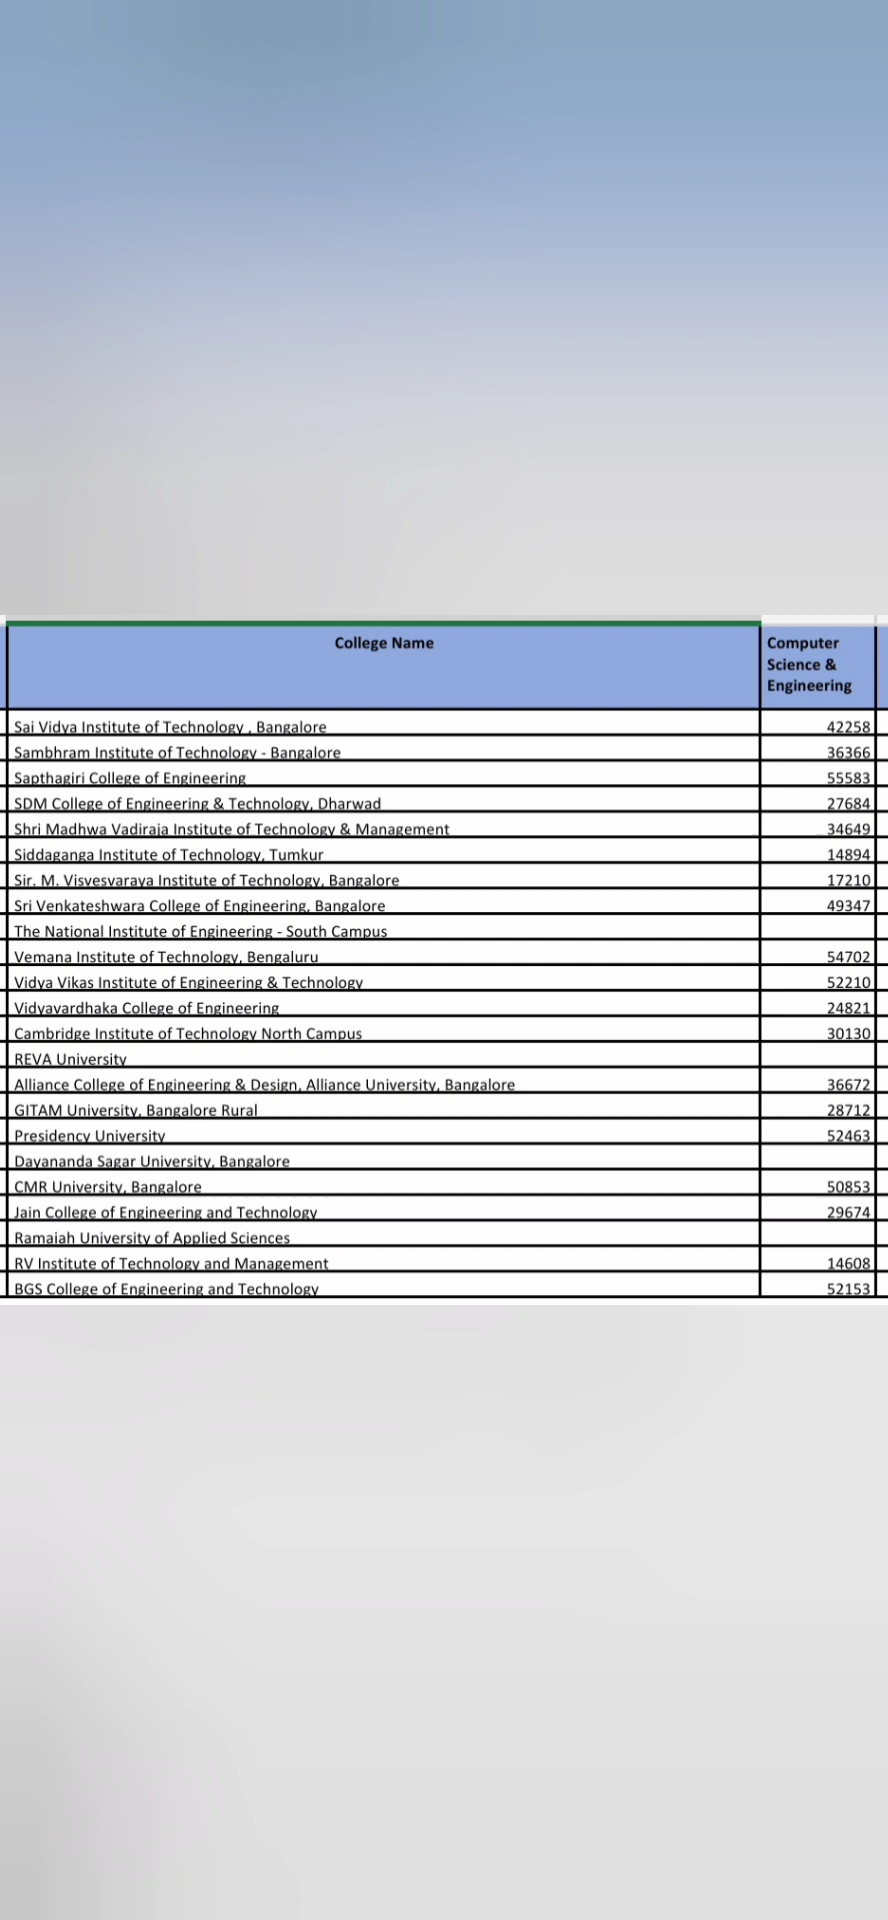 College Name
Computer
Science &
Engineering
Sai Vidya Institute of Technology , Bangalore 42258
Sambhram Institute of Technology - Bangalore 36366
Sapthagiri College of Engineering 55583
SDM College of Engineering & Technology, Dharwad 27684
Shri Madhwa Vadiraja Institute of Technology & Management 34649
Siddaganga Institute of Technology, Tumkur 14894
Sir. M. Visvesvaraya Institute of Technology, Bangalore 17210
Sri Venkateshwara College of Engineering, Bangalore 49347
The National Institute of Engineering - South Campus
Vemana Institute of Technology, Bengaluru 54702
Vidya Vikas Institute of Engineering & Technology 52210
Vidyavardhaka College of Engineering 24821
Cambridge Institute of Technology North Campus 30130
REVA University
Alliance College of Engineering & Design, Alliance University, Bangalore 36672
GITAM University, Bangalore Rural 28712
Presidency University 52463
Dayananda Sagar University, Bangalore
CMR University, Bangalore 50853
Jain College of Engineering and Technology 29674
Ramaiah University of Applied Sciences
RV Institute of Technology and Management 14608
BGS College of Engineering and Technology 52153